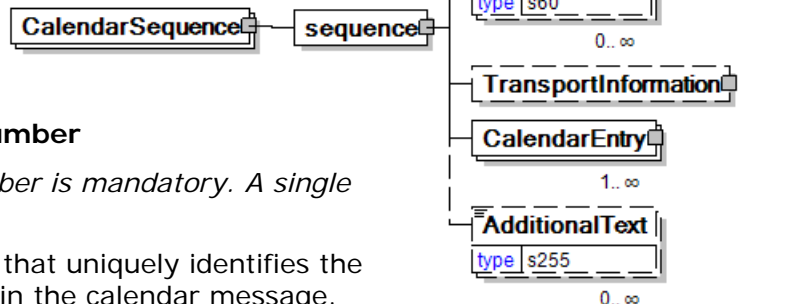 type s60
CalendarSequence
sequence
0.. ∞
TransportInformation
umber
CalendarEntry
ber is mandatory. A single
1.. ∞
AdditionalText
that uniquely identifies the
type s255
in the calendar message.
0.. ∞